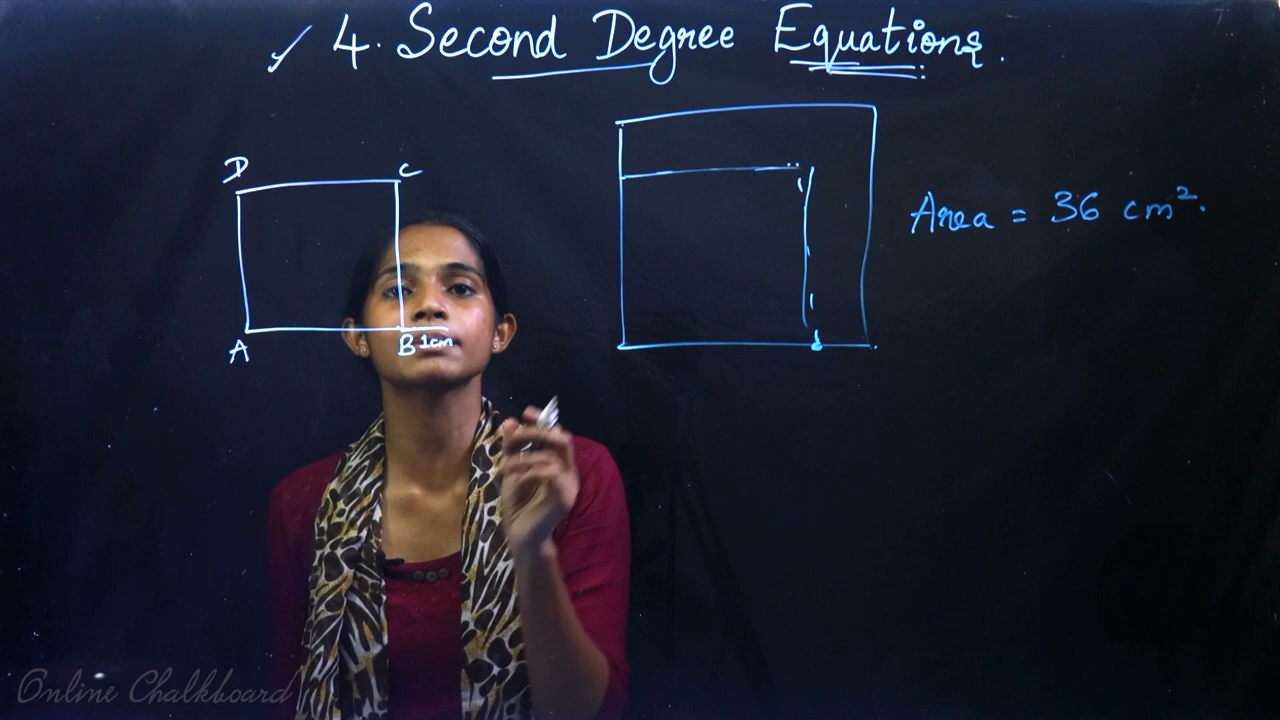 ✓ 4. Second Degree Equations.
D C
Area = 36 cm².
A B 1cm
Online Chalkboard